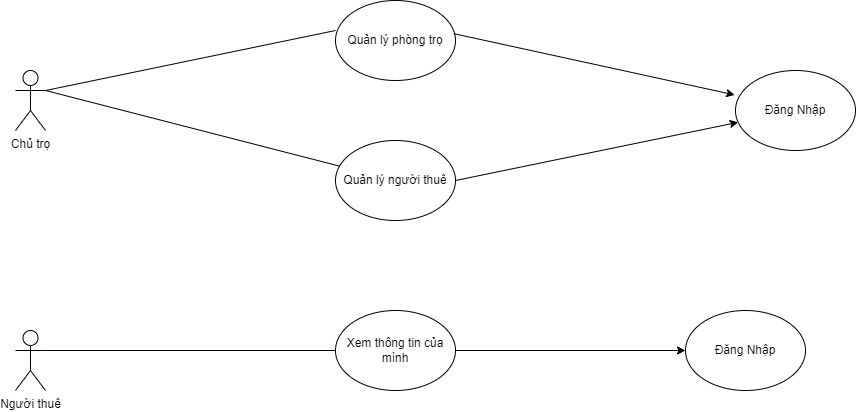 Quản lý phòng trọ
Đăng Nhập
Chủ trọ
Quản lý người thuê
Xem thông tin của
mình
Đăng Nhập
Người thuê